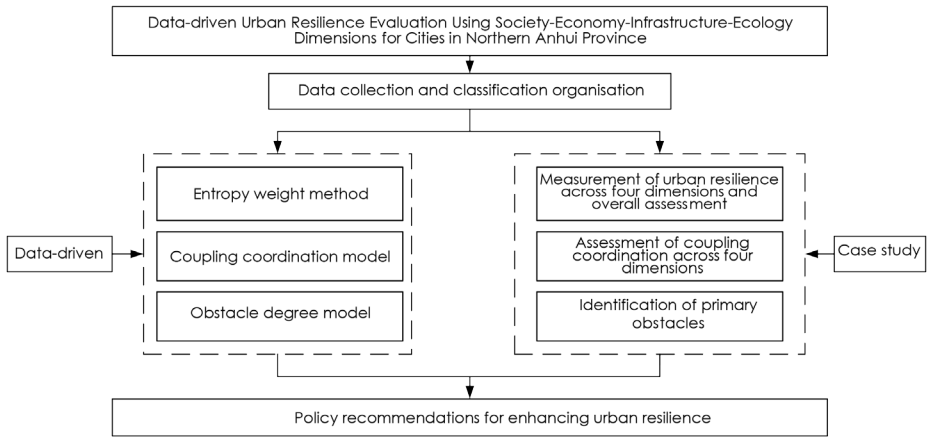 Data-driven Urban Resilience Evaluation Using Society-Economy-Infrastructure-Ecology
Dimensions for Cities in Northern Anhui Province
Data collection and classification organisation
Data-driven
Entropy weight method
Coupling coordination model
Obstacle degree model
Measurement of urban resilience
across four dimensions and
overall assessment
Assessment of coupling
coordination across four
dimensions
Identification of primary
obstacles
Case study
Policy recommendations for enhancing urban resilience